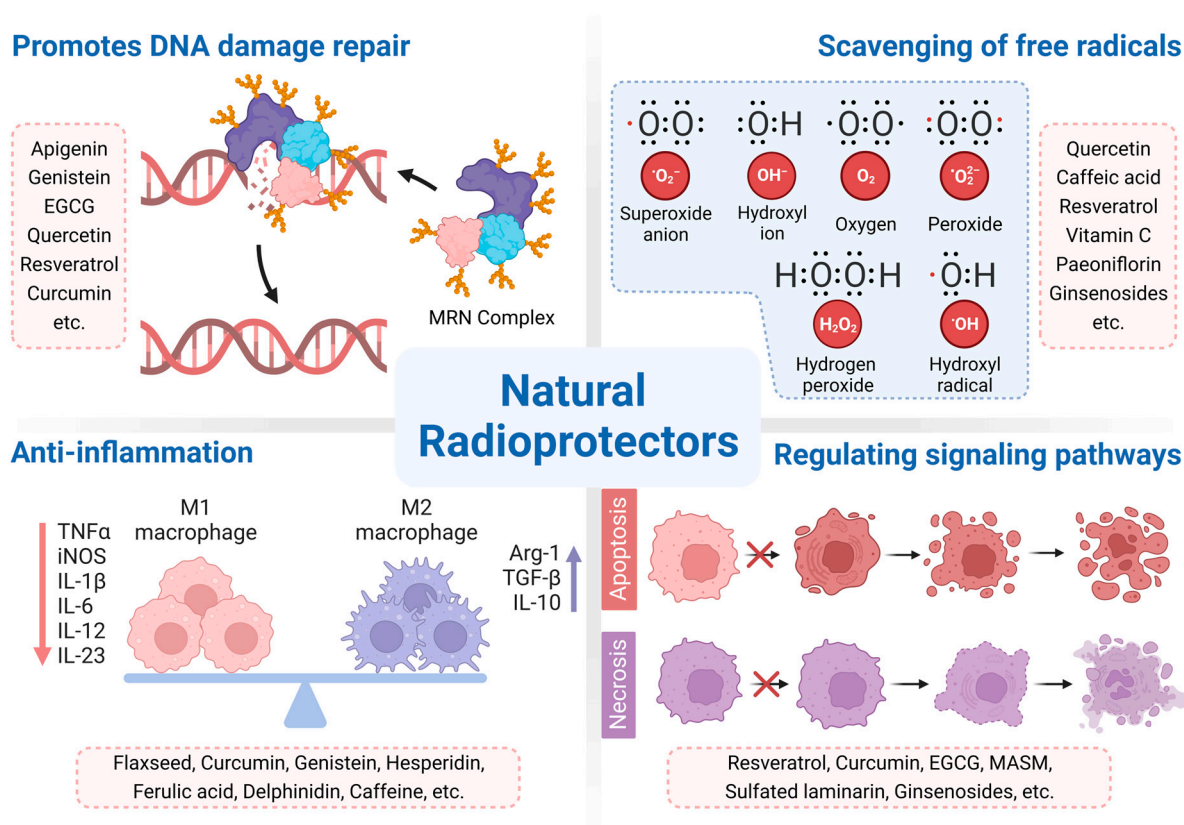 Promotes DNA damage repair
Apigenin
Genistein
EGCG
Quercetin
Resveratrol
Curcumin
etc.
MRN Complex
Scavenging of free radicals
·O:O:
·O₂⁻
Superoxide
anion
:O:H
OH⁻
Hydroxyl
ion
·O:O·
O₂
Oxygen
:O:O:
·O₂²⁻
Peroxide
H:O:O:H
H₂O₂
Hydrogen
peroxide
·O:H
·OH
Hydroxyl
radical
Quercetin
Caffeic acid
Resveratrol
Vitamin C
Paeoniflorin
Ginsenosides
etc.
Natural
Radioprotectors
Anti-inflammation
M1
macrophage
M2
macrophage
TNFα
iNOS
IL-1β
IL-6
IL-12
IL-23
Arg-1
TGF-β
IL-10
Flaxseed, Curcumin, Genistein, Hesperidin,
Ferulic acid, Delphinidin, Caffeine, etc.
Regulating signaling pathways
Apoptosis
Necrosis
Resveratrol, Curcumin, EGCG, MASM,
Sulfated laminarin, Ginsenosides, etc.